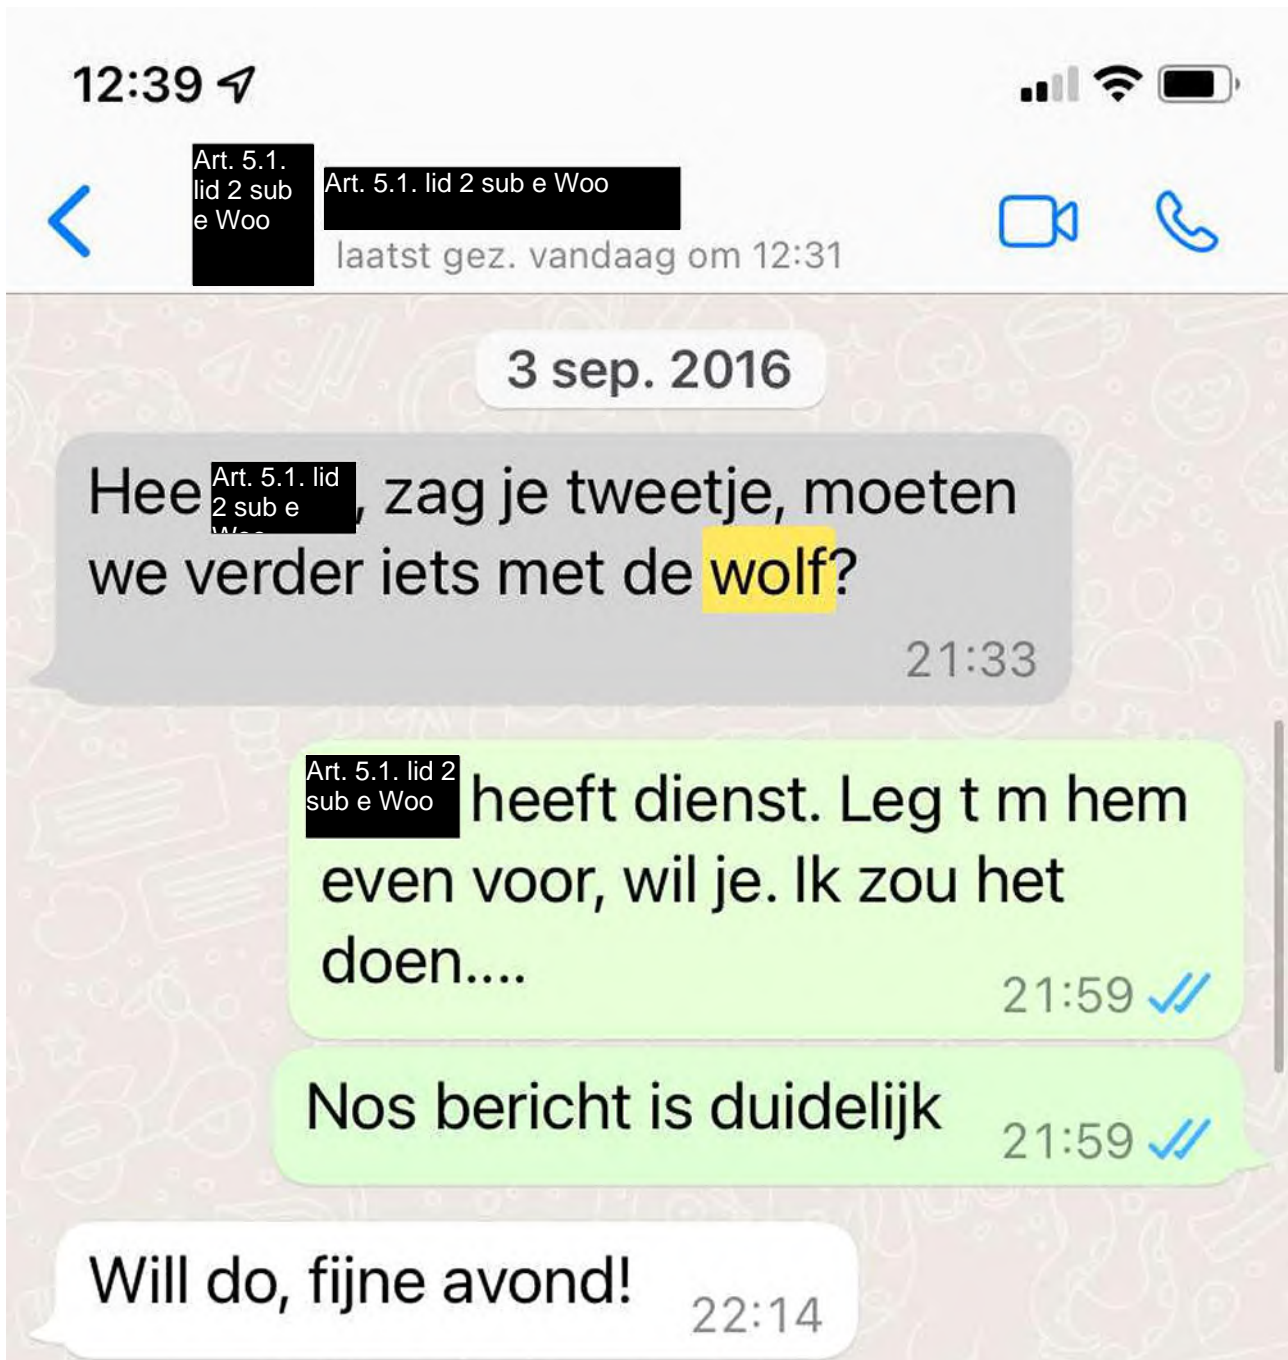 12:39
Art. 5.1.
lid 2 sub
e Woo
Art. 5.1. lid 2 sub e Woo
laatst gez. vandaag om 12:31
3 sep. 2016
Hee Art. 5.1. lid 2 sub e , zag je tweetje, moeten
we verder iets met de wolf?
21:33
Art. 5.1. lid 2 sub e Woo heeft dienst. Leg t m hem
even voor, wil je. Ik zou het
doen....
21:59
Nos bericht is duidelijk
21:59
Will do, fijne avond!
22:14